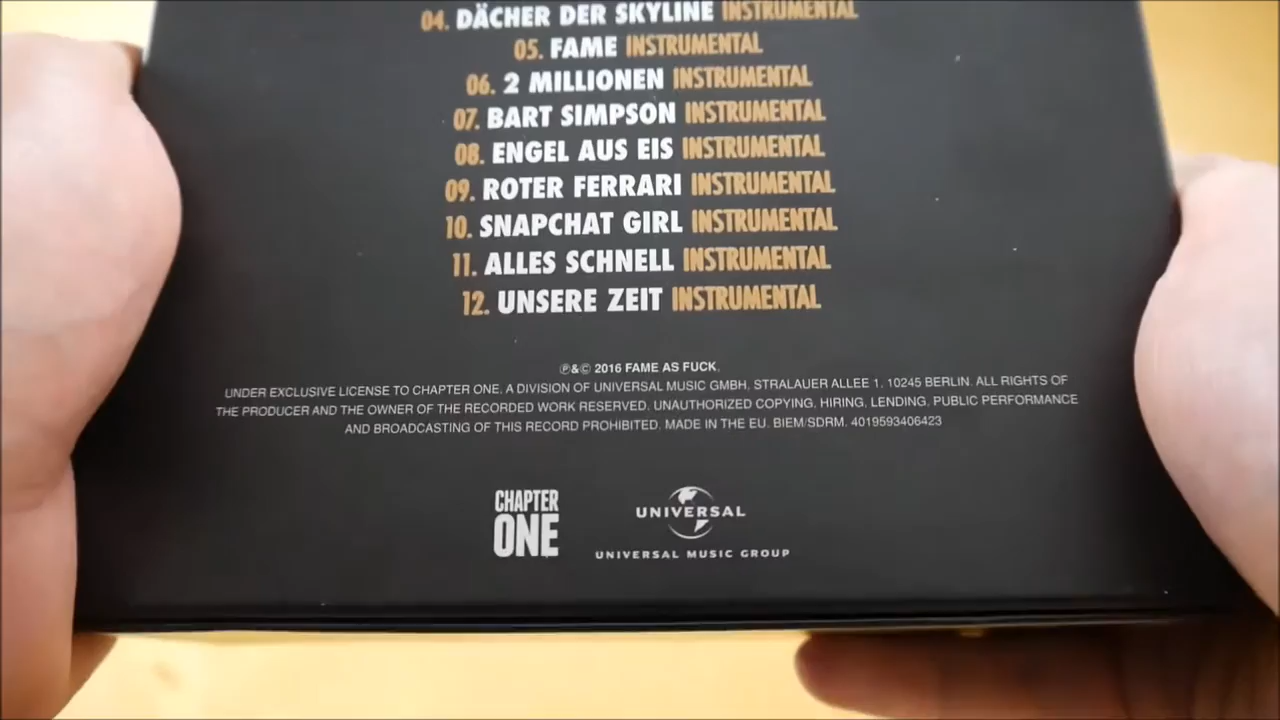 04. DÄCHER DER SKYLINE INSTRUMENTAL
05. FAME INSTRUMENTAL
06. 2 MILLIONEN INSTRUMENTAL
07. BART SIMPSON INSTRUMENTAL
08. ENGEL AUS EIS INSTRUMENTAL
09. ROTER FERRARI INSTRUMENTAL
10. SNAPCHAT GIRL INSTRUMENTAL
11. ALLES SCHNELL INSTRUMENTAL
12. UNSERE ZEIT INSTRUMENTAL
℗&© 2016 FAME AS FUCK.
UNDER EXCLUSIVE LICENSE TO CHAPTER ONE. A DIVISION OF UNIVERSAL MUSIC GMBH, STRALAUER ALLEE 1, 10245 BERLIN. ALL RIGHTS OF
THE PRODUCER AND THE OWNER OF THE RECORDED WORK RESERVED. UNAUTHORIZED COPYING, HIRING, LENDING, PUBLIC PERFORMANCE
AND BROADCASTING OF THIS RECORD PROHIBITED. MADE IN THE EU. BIEM/SDRM. 4019593406423
CHAPTER
ONE
UNIVERSAL
UNIVERSAL MUSIC GROUP